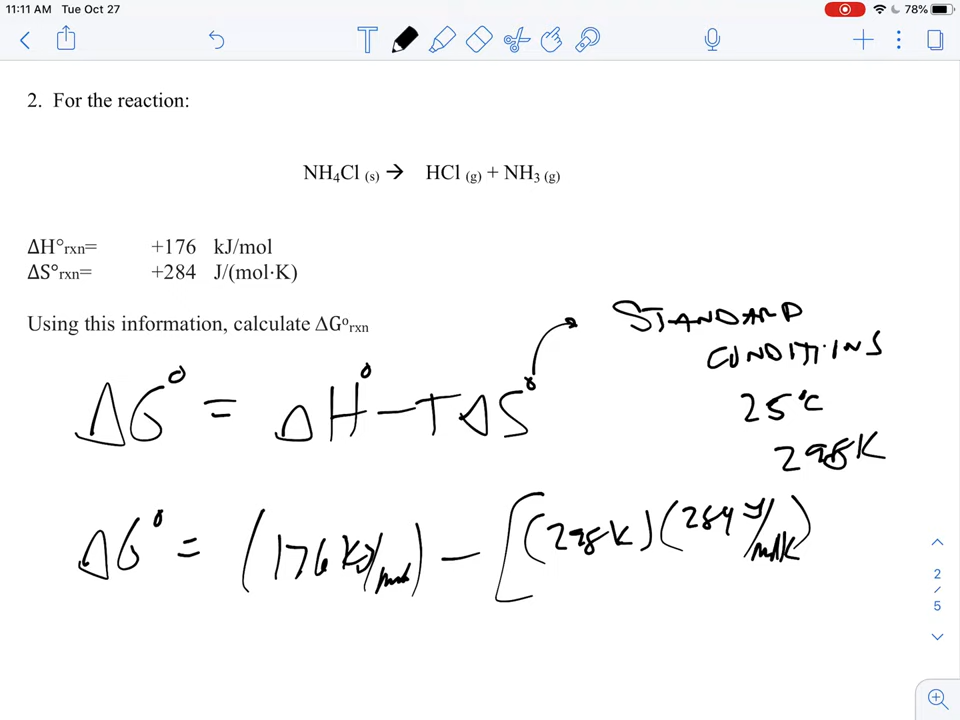 11:11 AM Tue Oct 27
78%
2. For the reaction:
NH₄Cl (s) → HCl (g) + NH₃ (g)
ΔH°rxn= +176 kJ/mol
ΔS°rxn= +284 J/(mol·K)
Using this information, calculate ΔG°rxn
STANDARD
CONDITIONS
25°C
298K
ΔG° = ΔH° - TΔS°
ΔG° = (176 kJ/mol) - [(298K)(284 J/molK)
2
/
5